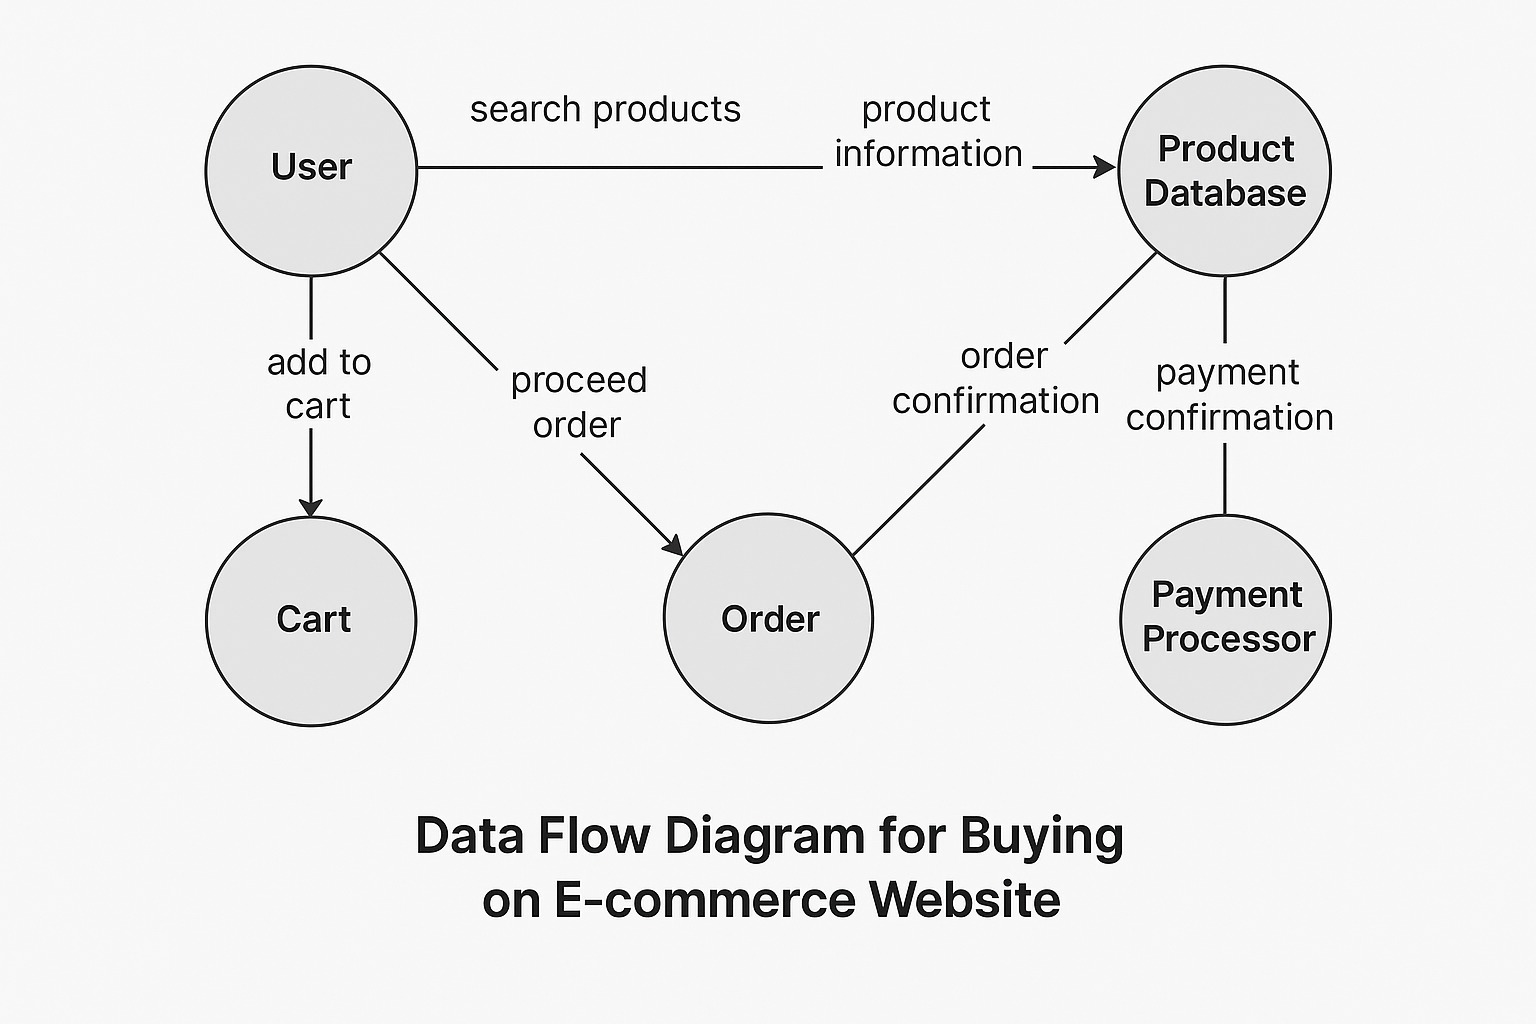 search products
product
information
User
Product
Database
add to
cart
proceed
order
order
confirmation
payment
confirmation
Cart
Order
Payment
Processor
Data Flow Diagram for Buying
on E-commerce Website